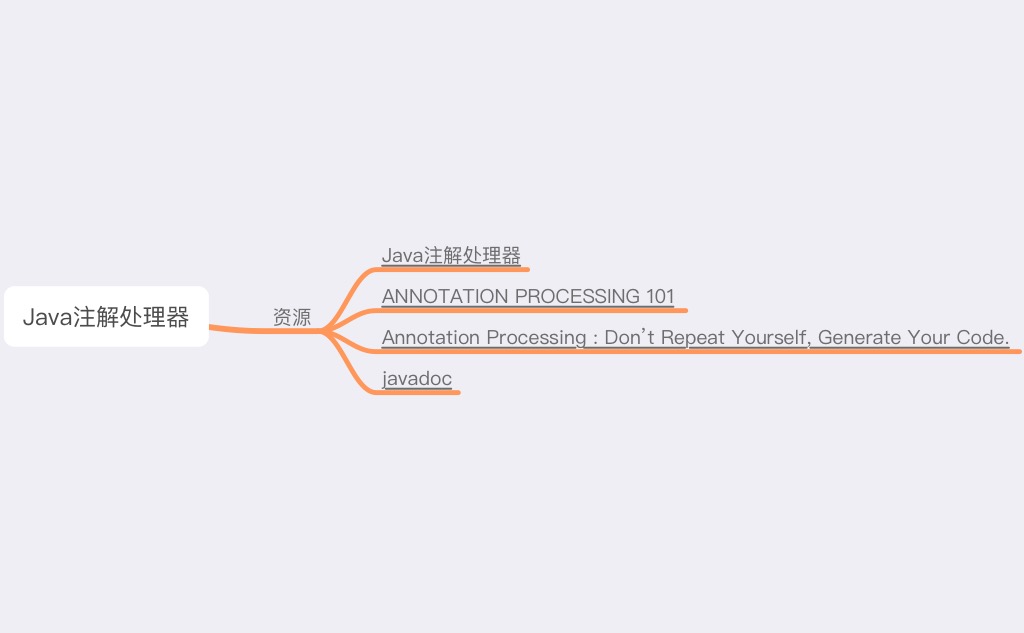 Java注解处理器
资源
Java注解处理器
ANNOTATION PROCESSING 101
Annotation Processing : Don’t Repeat Yourself, Generate Your Code.
javadoc